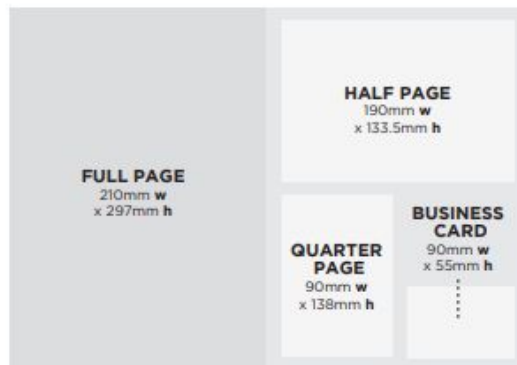 FULL PAGE
210mm w
x 297mm h
HALF PAGE
190mm w
x 133.5mm h
QUARTER
PAGE
90mm w
x 138mm h
BUSINESS
CARD
90mm w
x 55mm h